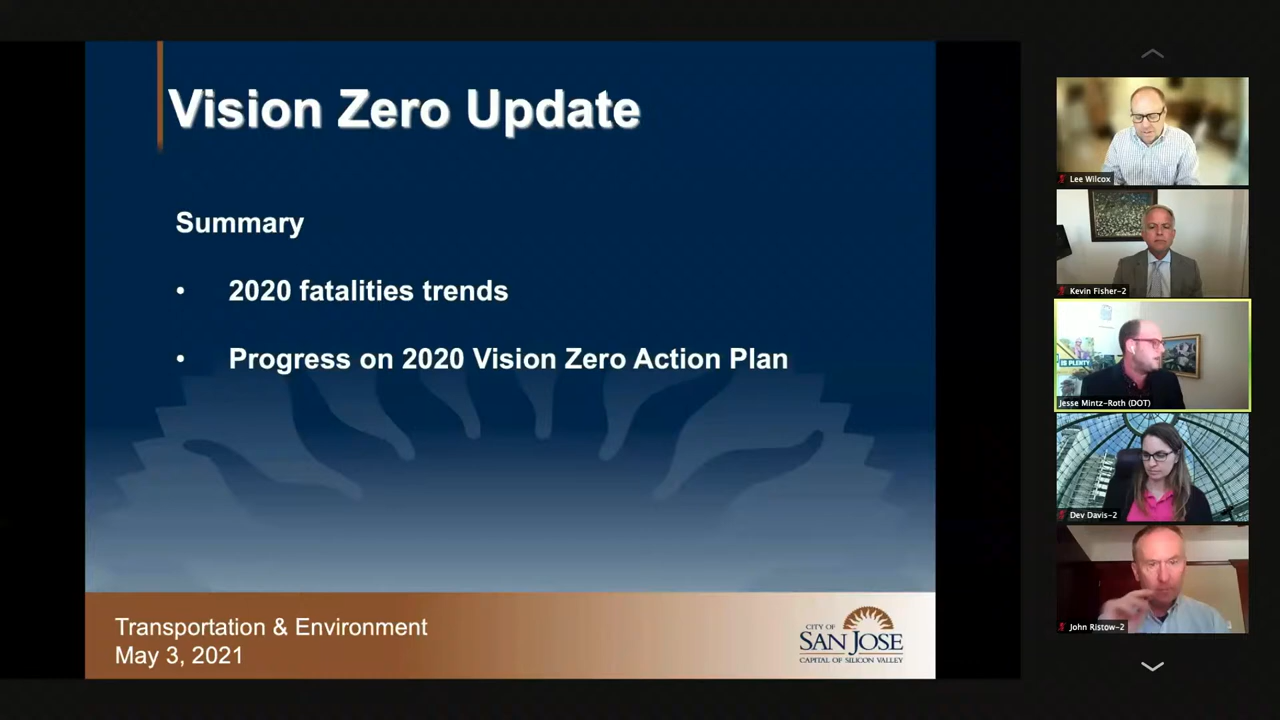 Vision Zero Update
Summary
• 2020 fatalities trends
• Progress on 2020 Vision Zero Action Plan
Transportation & Environment
May 3, 2021
CITY OF
SAN JOSE
CAPITAL OF SILICON VALLEY
Lee Wilcox
Kevin Fisher-2
IS PLENTY
Jesse Mintz-Roth (DOT)
Dev Davis-2
John Ristow-2